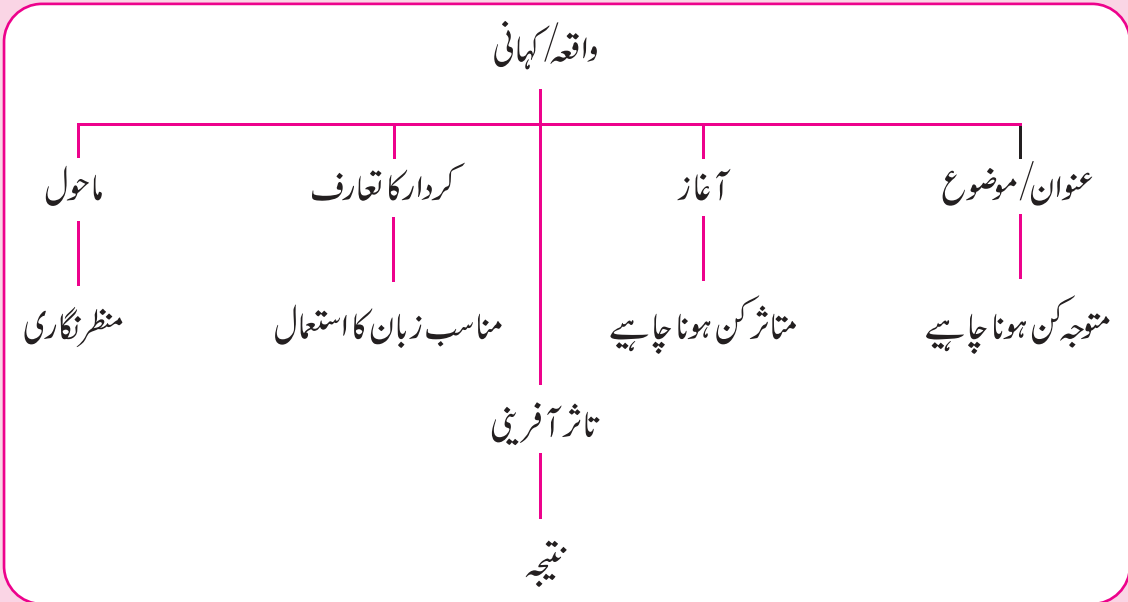 واقعہ/کہانی
عنوان/موضوع
آغاز
کردار کا تعارف
ماحول
متوجہ کن ہونا چاہیے
متاثر کن ہونا چاہیے
مناسب زبان کا استعمال
منظر نگاری
تاثر آفرینی
نتیجہ